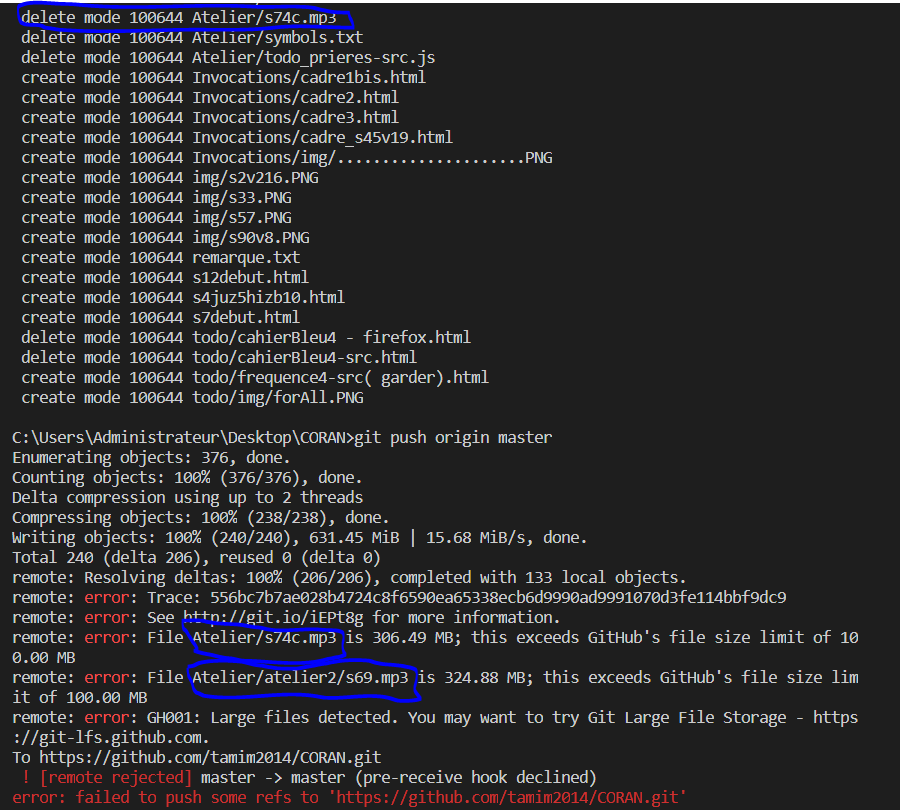 delete mode 100644 Atelier/s74c.mp3
delete mode 100644 Atelier/symbols.txt
delete mode 100644 Atelier/todo_prieres-src.js
create mode 100644 Invocations/cadre1bis.html
create mode 100644 Invocations/cadre2.html
create mode 100644 Invocations/cadre3.html
create mode 100644 Invocations/cadre_s45v19.html
create mode 100644 Invocations/img/.....................PNG
create mode 100644 img/s2v216.PNG
create mode 100644 img/s33.PNG
create mode 100644 img/s57.PNG
create mode 100644 img/s90v8.PNG
create mode 100644 remarque.txt
create mode 100644 s12debut.html
create mode 100644 s4juz5hizb10.html
create mode 100644 s7debut.html
delete mode 100644 todo/cahierBleu4 - firefox.html
delete mode 100644 todo/cahierBleu4-src.html
create mode 100644 todo/frequence4-src( garder).html
create mode 100644 todo/img/forAll.PNG
C:\Users\Administrateur\Desktop\CORAN>git push origin master
Enumerating objects: 376, done.
Counting objects: 100% (376/376), done.
Delta compression using up to 2 threads
Compressing objects: 100% (238/238), done.
Writing objects: 100% (240/240), 631.45 MiB | 15.68 MiB/s, done.
Total 240 (delta 206), reused 0 (delta 0)
remote: Resolving deltas: 100% (206/206), completed with 133 local objects.
remote: error: Trace: 556bc7b7ae028b4724c8f6590ea65338ecb6d9990ad9991070d3fe114bbf9dc9
remote: error: See http://git.io/iEPt8g for more information.
remote: error: File Atelier/s74c.mp3 is 306.49 MB; this exceeds GitHub's file size limit of 10
0.00 MB
remote: error: File Atelier/atelier2/s69.mp3 is 324.88 MB; this exceeds GitHub's file size lim
it of 100.00 MB
remote: error: GH001: Large files detected. You may want to try Git Large File Storage - https
://git-lfs.github.com.
To https://github.com/tamim2014/CORAN.git
! [remote rejected] master -> master (pre-receive hook declined)
error: failed to push some refs to 'https://github.com/tamim2014/CORAN.git'